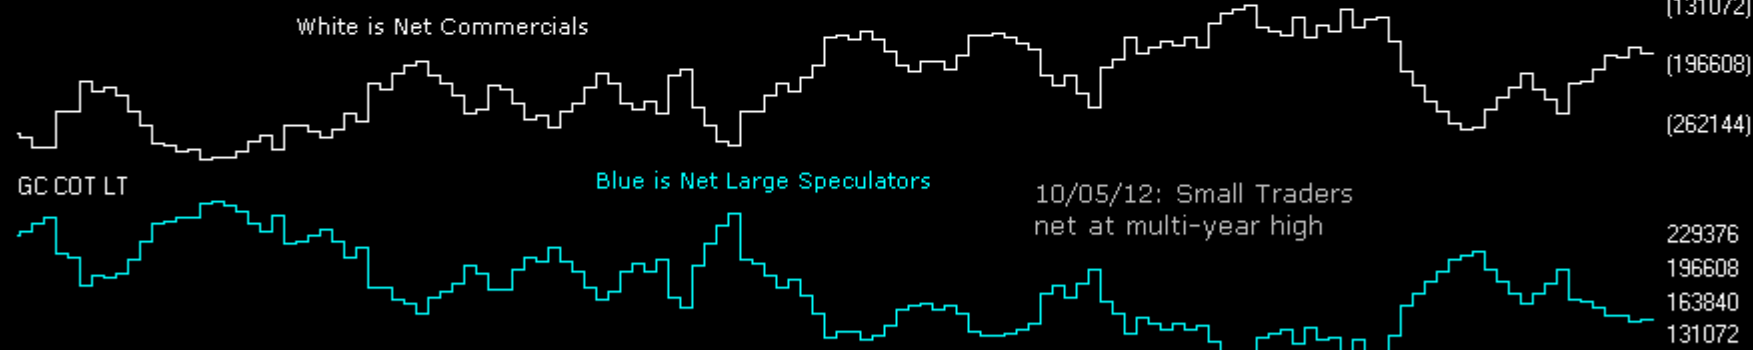 (131072)
White is Net Commercials
(196608)
(262144)
GC COT LT
Blue is Net Large Speculators
10/05/12: Small Traders
net at multi-year high
229376
196608
163840
131072